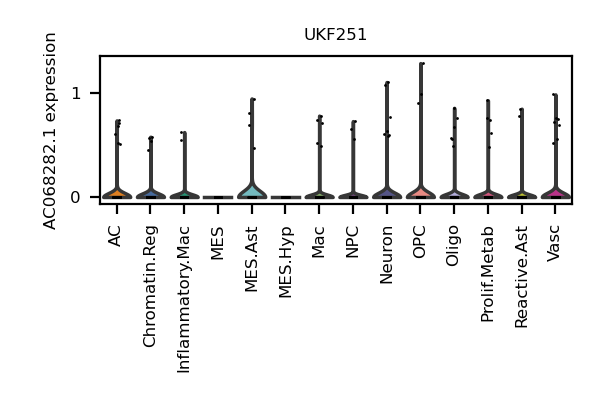 UKF251
AC068282.1 expression
1
0
AC
Chromatin.Reg
Inflammatory.Mac
MES
MES.Ast
MES.Hyp
Mac
NPC
Neuron
OPC
Oligo
Prolif.Metab
Reactive.Ast
Vasc